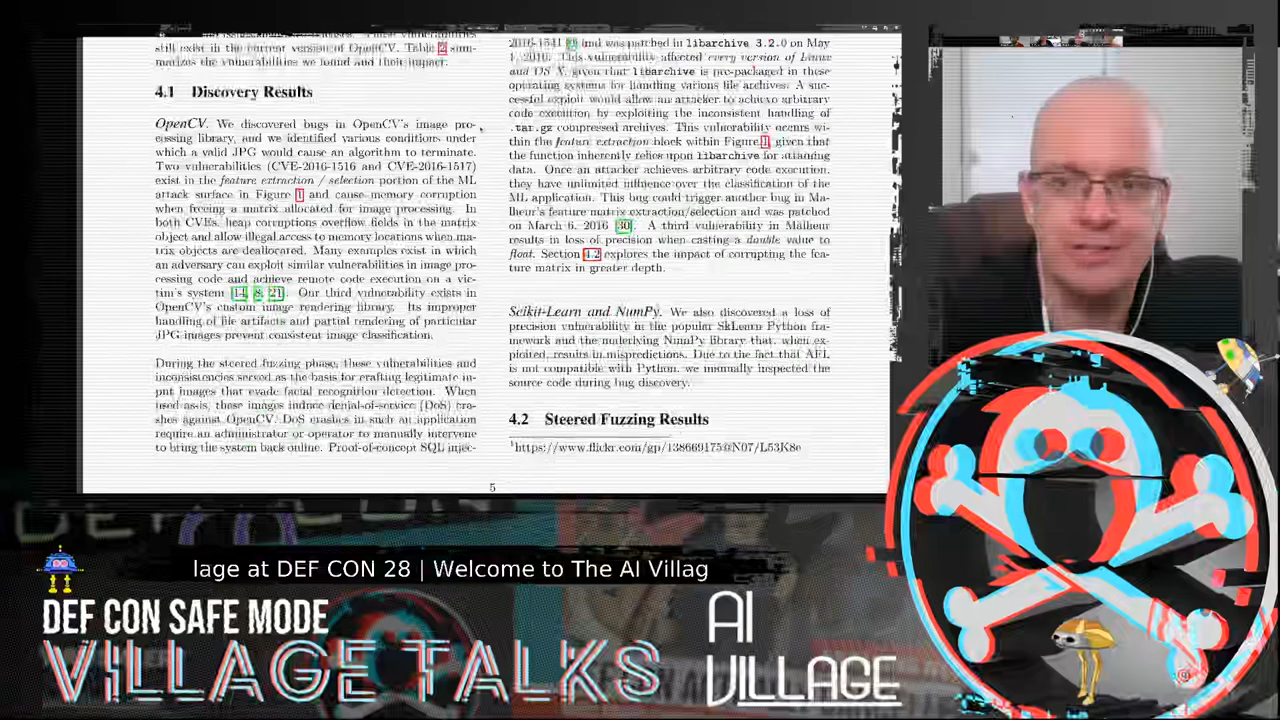 still exist in the current version of OpenCV. Table 2 sum-
marizes the vulnerabilities we found and their impact.
4.1 Discovery Results
OpenCV. We discovered bugs in OpenCV's image pro-
cessing library, and we identified various conditions under
which a valid JPG would cause an algorithm to terminate.
Two vulnerabilities (CVE-2016-1516 and CVE-2016-1517)
exist in the feature extraction / selection portion of the ML
attack surface in Figure 1 and cause memory corruption
when freeing a matrix allocated for image processing. In
both CVEs, heap corruptions overflow fields in the matrix
object and allow illegal access to memory locations when ma-
trix objects are deallocated. Many examples exist in which
an adversary can exploit similar vulnerabilities in image pro-
cessing code and achieve remote code execution on a vic-
tim's system [14, 8, 21]. Our third vulnerability exists in
OpenCV's custom image rendering library. Its improper
handling of file artifacts and partial rendering of particular
JPG images prevent consistent image classification.
During the steered fuzzing phase, these vulnerabilities and
inconsistencies served as the basis for crafting legitimate in-
put images that evade facial recognition detection. When
used as-is, these images induce denial-of-service (DoS) cra-
shes against OpenCV. DoS crashes in such an application
require an administrator or operator to manually intervene
to bring the system back online. Proof-of-concept SQL injec-
and was patched in libarchive 3.2.0 on May
1, 2016. This vulnerability affected every version of Linux
and OS X, given that libarchive is pre-packaged in these
operating systems for handling various file archives. A suc-
cessful exploit would allow an attacker to achieve arbitrary
code execution by exploiting the inconsistent handling of
.tar.gz compressed archives. This vulnerability occurs wi-
thin the feature extraction block within Figure 1, given that
the function inherently relies upon libarchive for attaining
data. Once an attacker achieves arbitrary code execution,
they have unlimited influence over the classification of the
ML application. This bug could trigger another bug in Ma-
lheur's feature matrix extraction/selection and was patched
on March 6, 2016 [30]. A third vulnerability in Malheur
results in loss of precision when casting a double value to
float. Section 4.2 explores the impact of corrupting the fea-
ture matrix in greater depth.
Scikit-Learn and NumPy. We also discovered a loss of
precision vulnerability in the popular SkLearn Python fra-
mework and the underlying NumPy library that, when ex-
ploited, results in mispredictions. Due to the fact that AFL
is not compatible with Python, we manually inspected the
source code during bug discovery.
4.2 Steered Fuzzing Results
1https://www.flickr.com/gp/138669175@N07/L53K8e
5
lage at DEF CON 28 | Welcome to The AI Villag
DEF CON SAFE MODE
VILLAGE TALKS
AI
VILLAGE